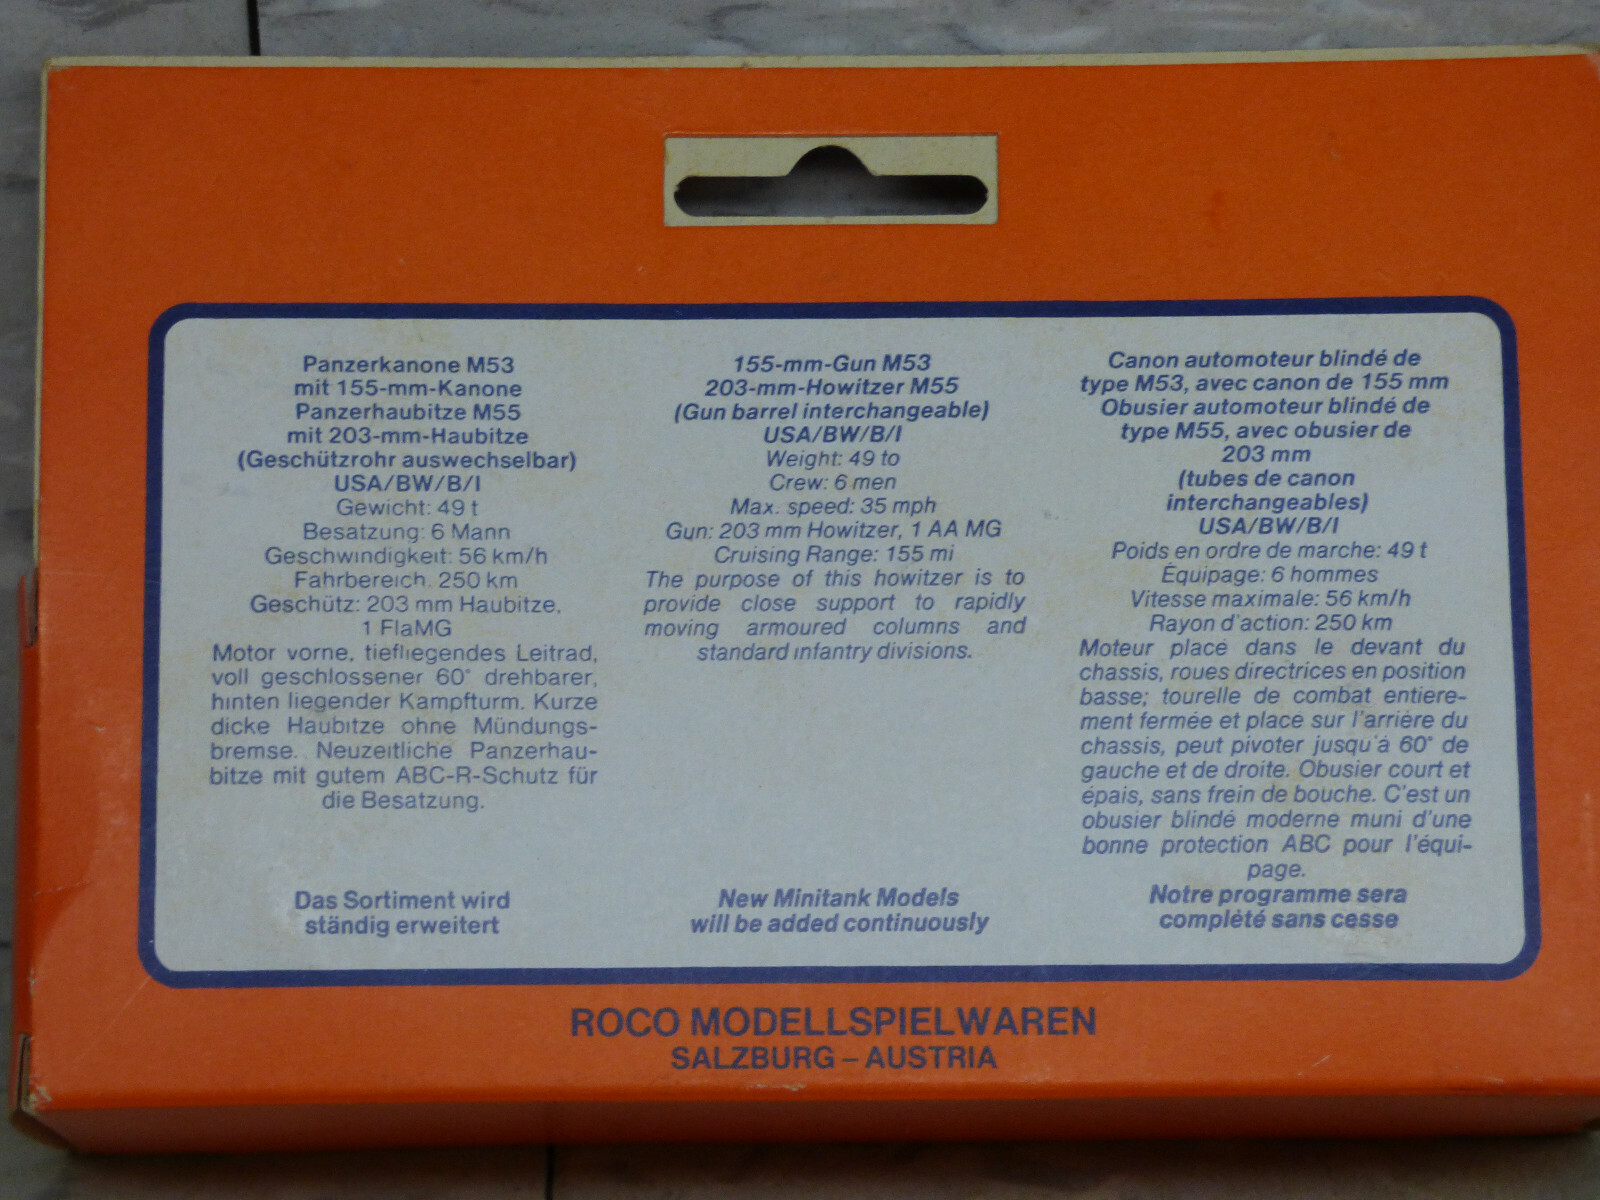 Panzerkanone M53
mit 155-mm-Kanone
Panzerhaubitze M55
mit 203-mm-Haubitze
(Geschützrohr auswechselbar)
USA/BW/B/I
Gewicht: 49 t
Besatzung: 6 Mann
Geschwindigkeit: 56 km/h
Fahrbereich: 250 km
Geschütz: 203 mm Haubitze,
1 FlaMG
Motor vorne, tiefliegendes Leitrad,
voll geschlossener 60° drehbarer,
hinten liegender Kampfturm. Kurze
dicke Haubitze ohne Mündungs-
bremse. Neuzeitliche Panzerhau-
bitze mit gutem ABC-R-Schutz für
die Besatzung.
Das Sortiment wird
ständig erweitert
155-mm-Gun M53
203-mm-Howitzer M55
(Gun barrel interchangeable)
USA/BW/B/I
Weight: 49 to
Crew: 6 men
Max. speed: 35 mph
Gun: 203 mm Howitzer, 1 AA MG
Cruising Range: 155 mi
The purpose of this howitzer is to
provide close support to rapidly
moving armoured columns and
standard infantry divisions.
New Minitank Models
will be added continuously
Canon automoteur blindé de
type M53, avec canon de 155 mm
Obusier automoteur blindé de
type M55, avec obusier de
203 mm
(tubes de canon
interchangeables)
USA/BW/B/I
Poids en ordre de marche: 49 t
Équipage: 6 hommes
Vitesse maximale: 56 km/h
Rayon d'action: 250 km
Moteur placé dans le devant du
chassis, roues directrices en position
basse; tourelle de combat entière-
ment fermée et placé sur l'arrière du
chassis, peut pivoter jusqu'à 60° de
gauche et de droite. Obusier court et
épais, sans frein de bouche. C'est un
obusier blindé moderne muni d'une
bonne protection ABC pour l'équi-
page.
Notre programme sera
complété sans cesse
ROCO MODELLSPIELWAREN
SALZBURG – AUSTRIA